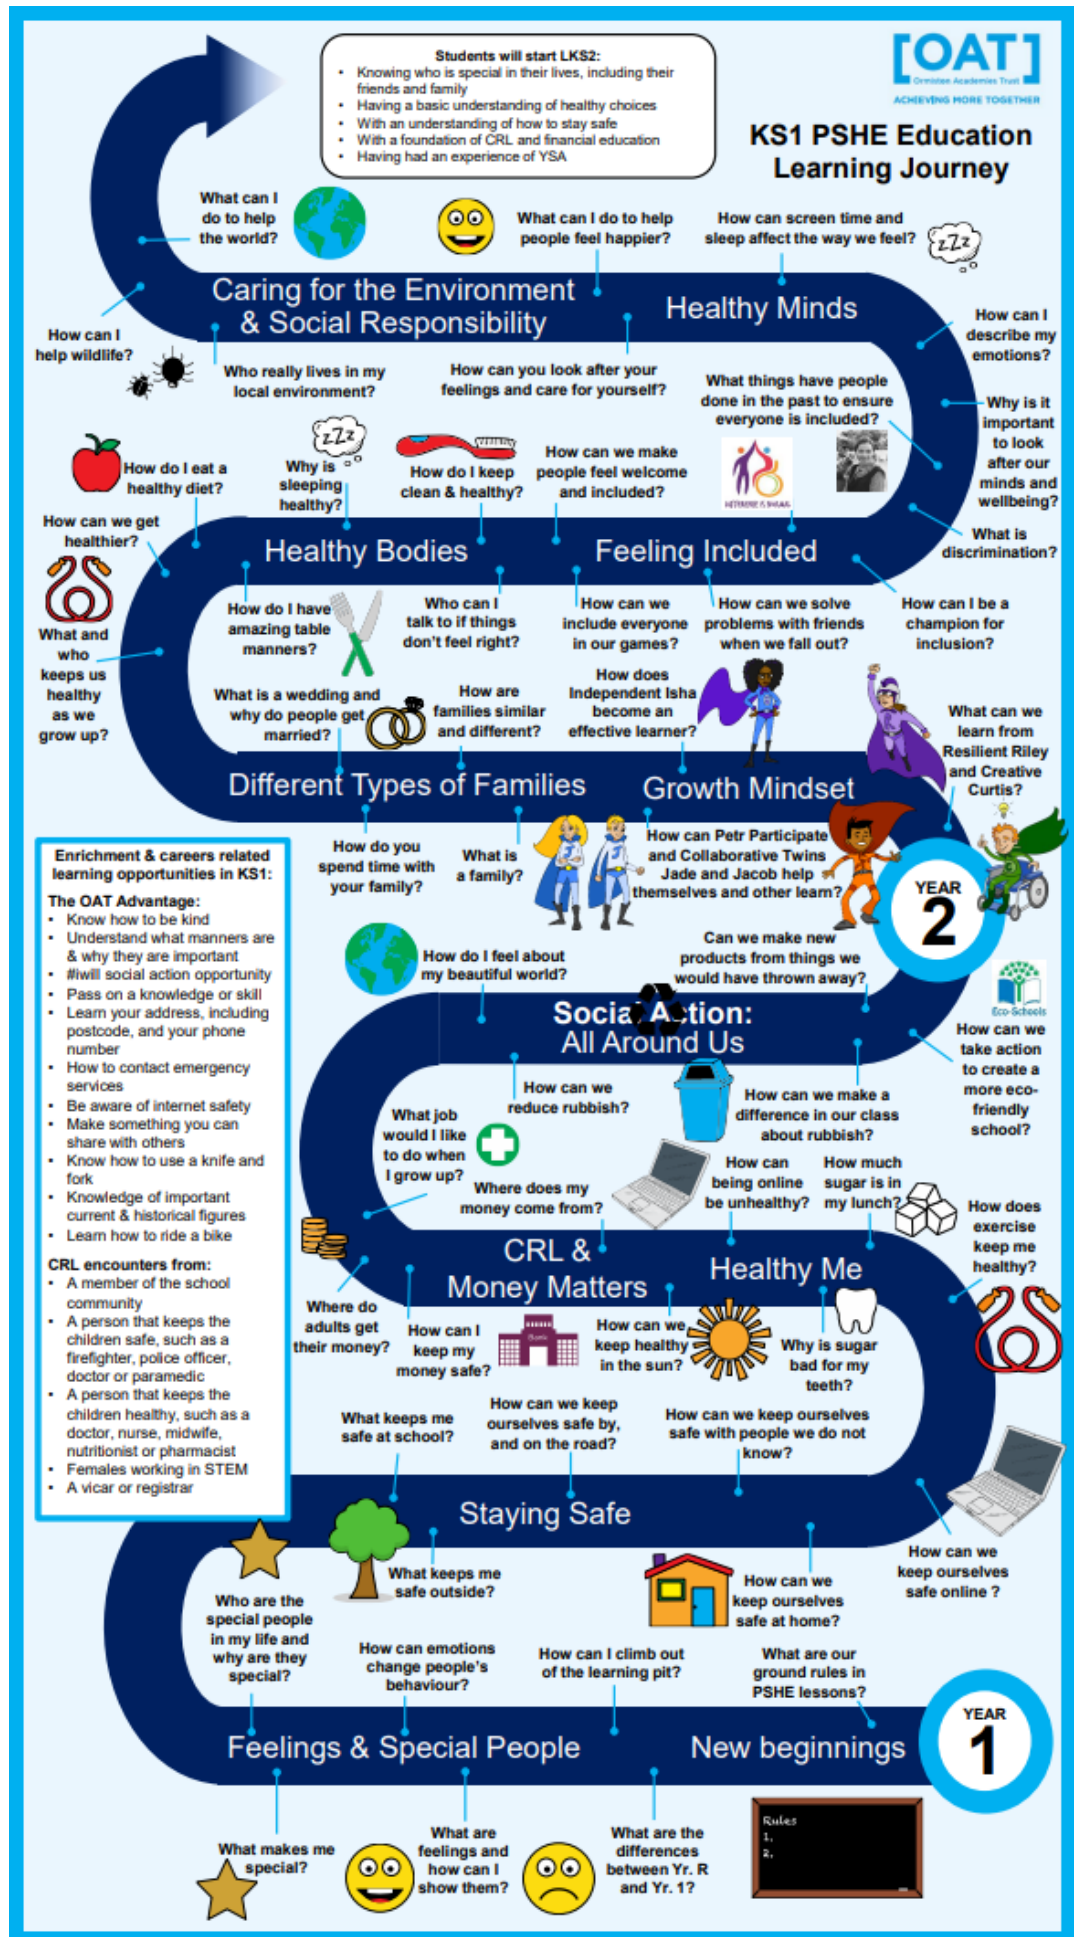 Students will start LKS2:
• Knowing who is special in their lives, including their
friends and family
• Having a basic understanding of healthy choices
• With an understanding of how to stay safe
• With a foundation of CRL and financial education
• Having had an experience of YSA
[OAT]
Ormiston Academies Trust
ACHIEVING MORE TOGETHER
KS1 PSHE Education
Learning Journey
What can I
do to help
the world?
What can I do to help
people feel happier?
How can screen time and
sleep affect the way we feel?
zZz
Caring for the Environment
& Social Responsibility
Healthy Minds
How can I
help wildlife?
Who really lives in my
local environment?
How can you look after your
feelings and care for yourself?
How can I
describe my
emotions?
What things have people
done in the past to ensure
everyone is included?
Why is it
important
to look
after our
minds and
wellbeing?
How do I eat a
healthy diet?
zZz
Why is
sleeping
healthy?
How do I keep
clean & healthy?
How can we make
people feel welcome
and included?
What is
discrimination?
How can we get
healthier?
Healthy Bodies
Feeling Included
What and
who
keeps us
healthy
as we
grow up?
How do I have
amazing table
manners?
Who can I
talk to if things
don't feel right?
How can we
include everyone
in our games?
How can we solve
problems with friends
when we fall out?
How can I be a
champion for
inclusion?
What is a wedding and
why do people get
married?
How are
families similar
and different?
How does
Independent Isha
become an
effective learner?
What can we
learn from
Resilient Riley
and Creative
Curtis?
Different Types of Families
Growth Mindset
How do you
spend time with
your family?
What is
a family?
J
J
How can Petr Participate
and Collaborative Twins
Jade and Jacob help
themselves and other learn?
YEAR
2
Enrichment & careers related
learning opportunities in KS1:
The OAT Advantage:
• Know how to be kind
• Understand what manners are
& why they are important
• #iwill social action opportunity
• Pass on a knowledge or skill
• Learn your address, including
postcode, and your phone
number
• How to contact emergency
services
• Be aware of internet safety
• Make something you can
share with others
• Know how to use a knife and
fork
• Knowledge of important
current & historical figures
• Learn how to ride a bike
CRL encounters from:
• A member of the school
community
• A person that keeps the
children safe, such as a
firefighter, police officer,
doctor or paramedic
• A person that keeps the
children healthy, such as a
doctor, nurse, midwife,
nutritionist or pharmacist
• Females working in STEM
• A vicar or registrar
How do I feel about
my beautiful world?
Can we make new
products from things we
would have thrown away?
Eco-Schools
Social Action:
All Around Us
How can we
take action
to create a
more eco-
friendly
school?
How can we
reduce rubbish?
How can we make a
difference in our class
about rubbish?
What job
would I like
to do when
I grow up?
Where does my
money come from?
How can
being online
be unhealthy?
How much
sugar is in
my lunch?
How does
exercise
keep me
healthy?
CRL &
Money Matters
Healthy Me
Where do
adults get
their money?
How can I
keep my
money safe?
Bank
How can we
keep healthy
in the sun?
Why is sugar
bad for my
teeth?
What keeps me
safe at school?
How can we keep
ourselves safe by,
and on the road?
How can we keep ourselves
safe with people we do not
know?
Staying Safe
What keeps me
safe outside?
How can we
keep ourselves
safe at home?
How can we
keep ourselves
safe online ?
Who are the
special people
in my life and
why are they
special?
How can emotions
change people's
behaviour?
How can I climb out
of the learning pit?
What are our
ground rules in
PSHE lessons?
Feelings & Special People
New beginnings
YEAR
1
What makes me
special?
What are
feelings and
how can I
show them?
What are the
differences
between Yr. R
and Yr. 1?
Rules
1.
2.